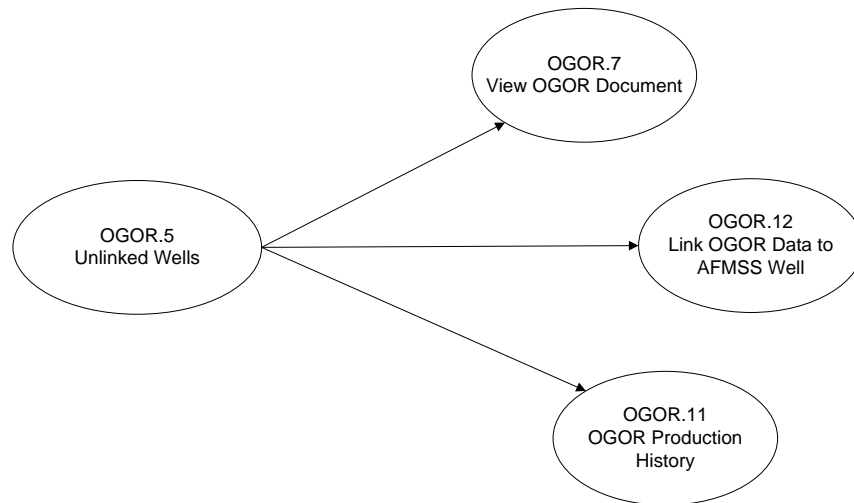 OGOR.7
View OGOR Document
OGOR.5
Unlinked Wells
OGOR.12
Link OGOR Data to
AFMSS Well
OGOR.11
OGOR Production
History